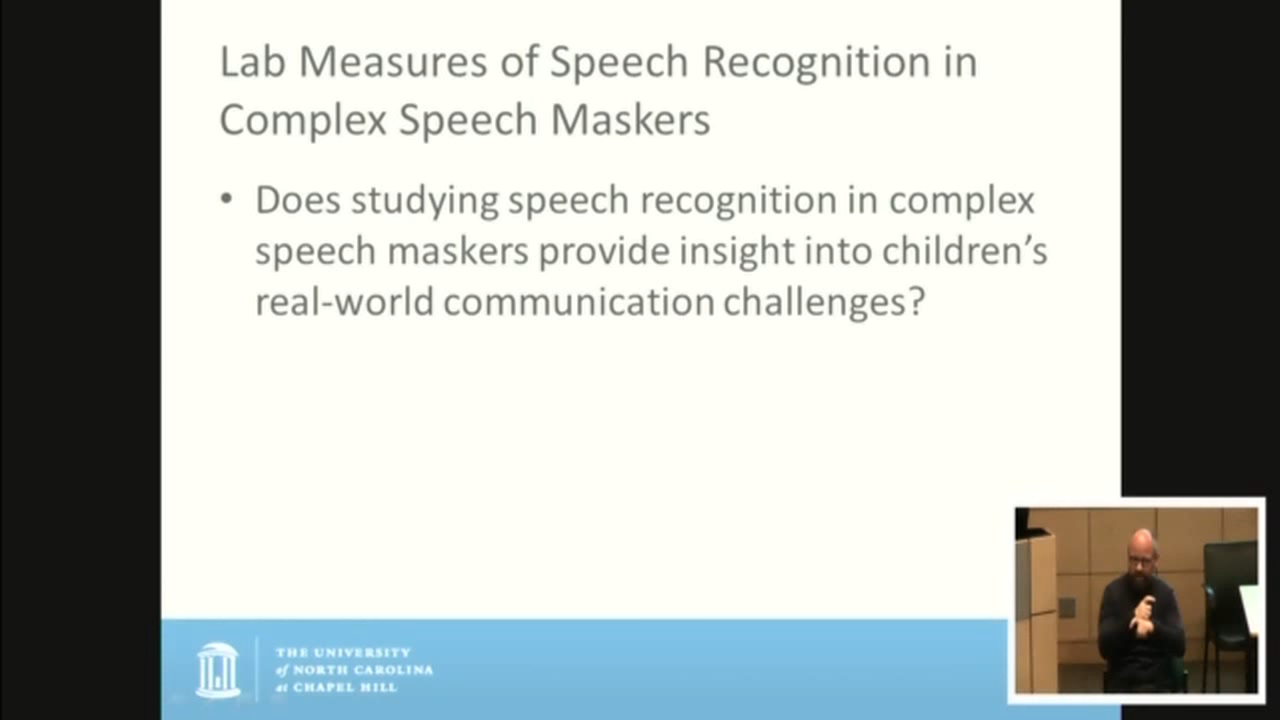 Lab Measures of Speech Recognition in
Complex Speech Maskers
• Does studying speech recognition in complex
speech maskers provide insight into children’s
real-world communication challenges?
THE UNIVERSITY
of NORTH CAROLINA
at CHAPEL HILL